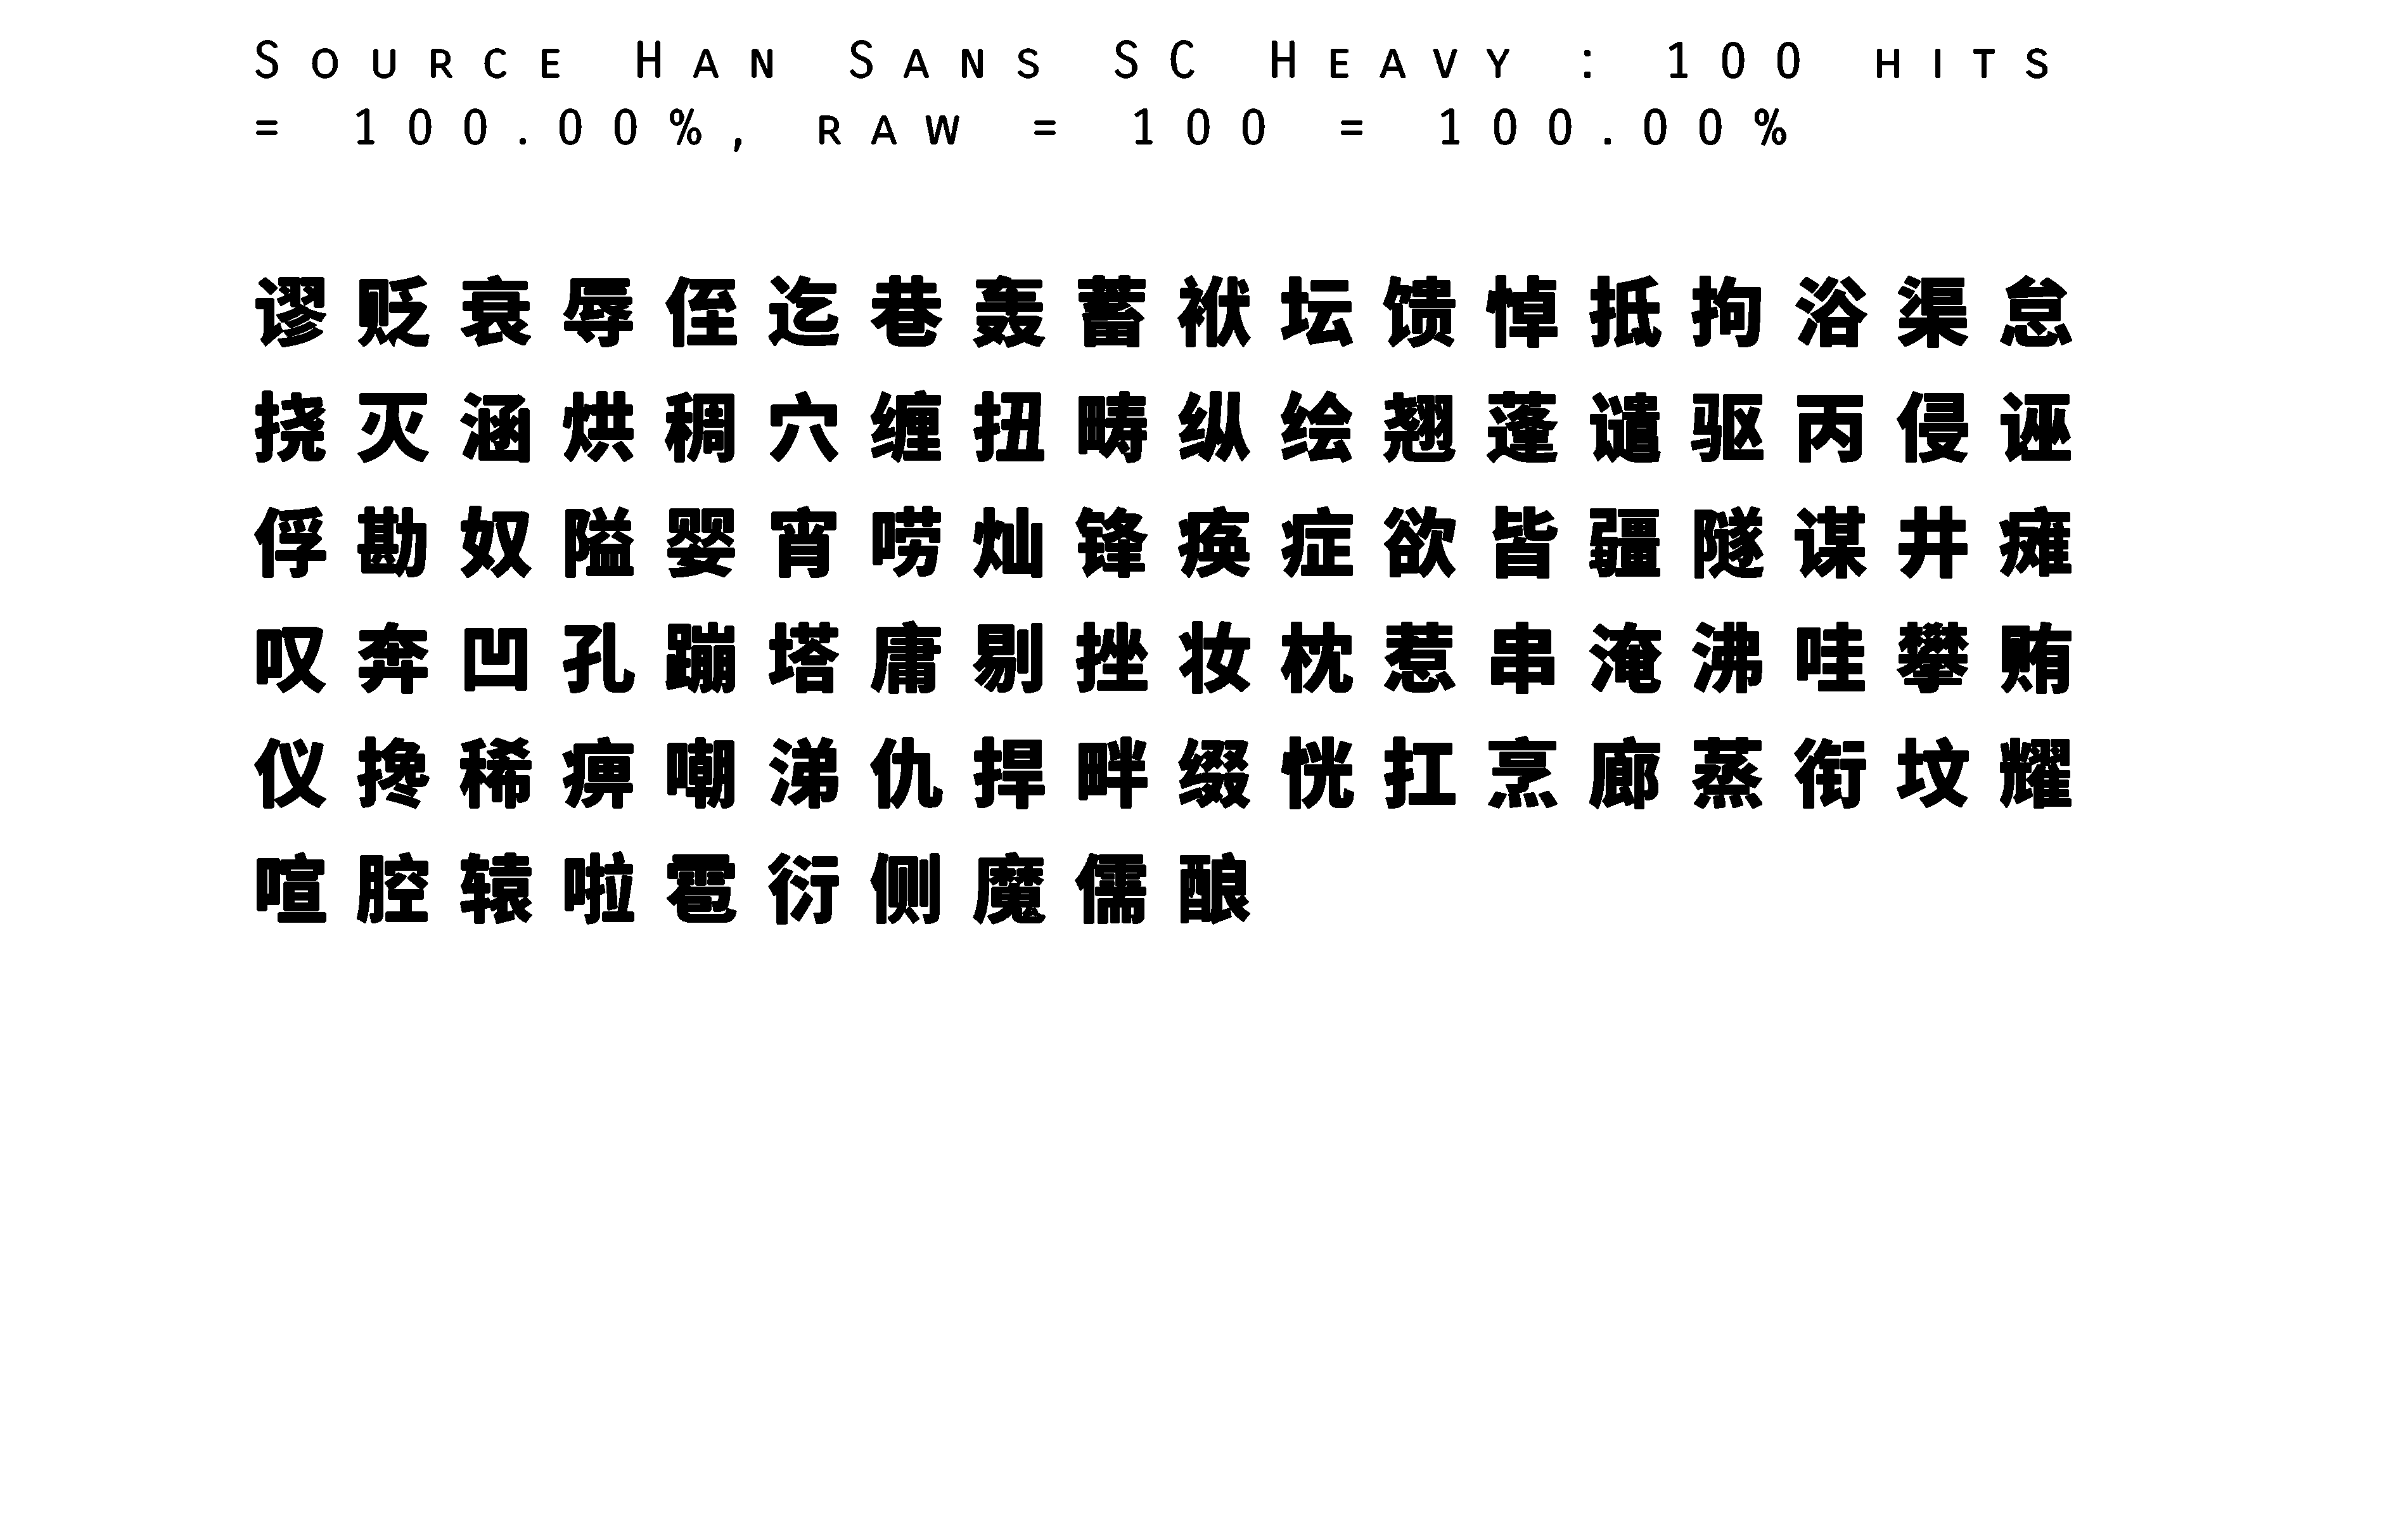 Source Han Sans SC Heavy : 100 hits
= 100.00%, raw = 100 = 100.00%
谬贬衰辱侄迄巷轰蓄袱坛馈悼抵拘浴渠怠
挠灭涵烘稠穴缠扭畴纵绘翘蓬谴驱丙侵诬
俘勘奴隘婴宵唠灿锋痪症欲皆疆隧谋井瘫
叹奔凹孔蹦塔庸剔挫妆枕惹串淹沸哇攀贿
仪搀稀痹嘲涕仇捍畔缀恍扛烹廊蒸衔坟耀
喧腔辕啦雹衍侧魔儒酿